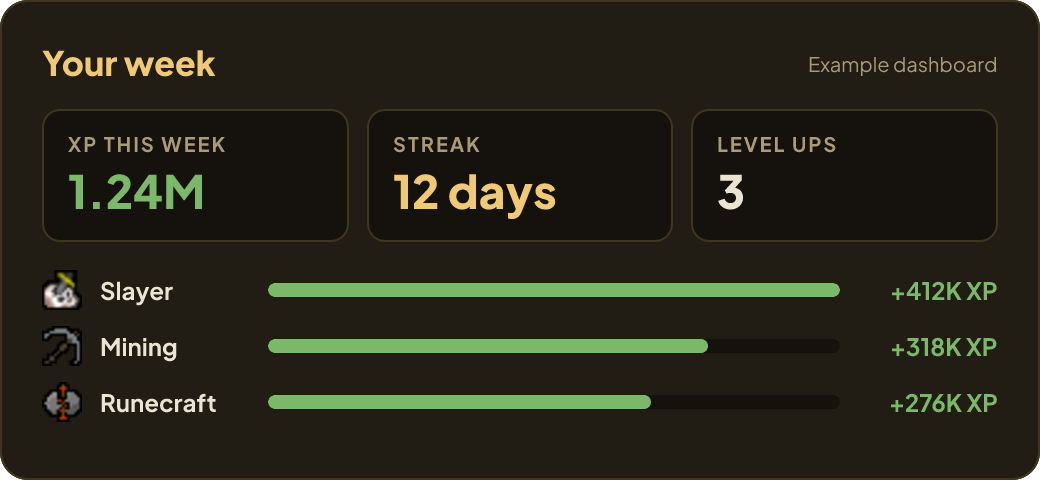 Your week
Example dashboard
XP THIS WEEK
STREAK
LEVEL UPS
1.24M
12 days
3
Slayer
+412K XP
Mining
+318K XP
Runecraft
+276K XP